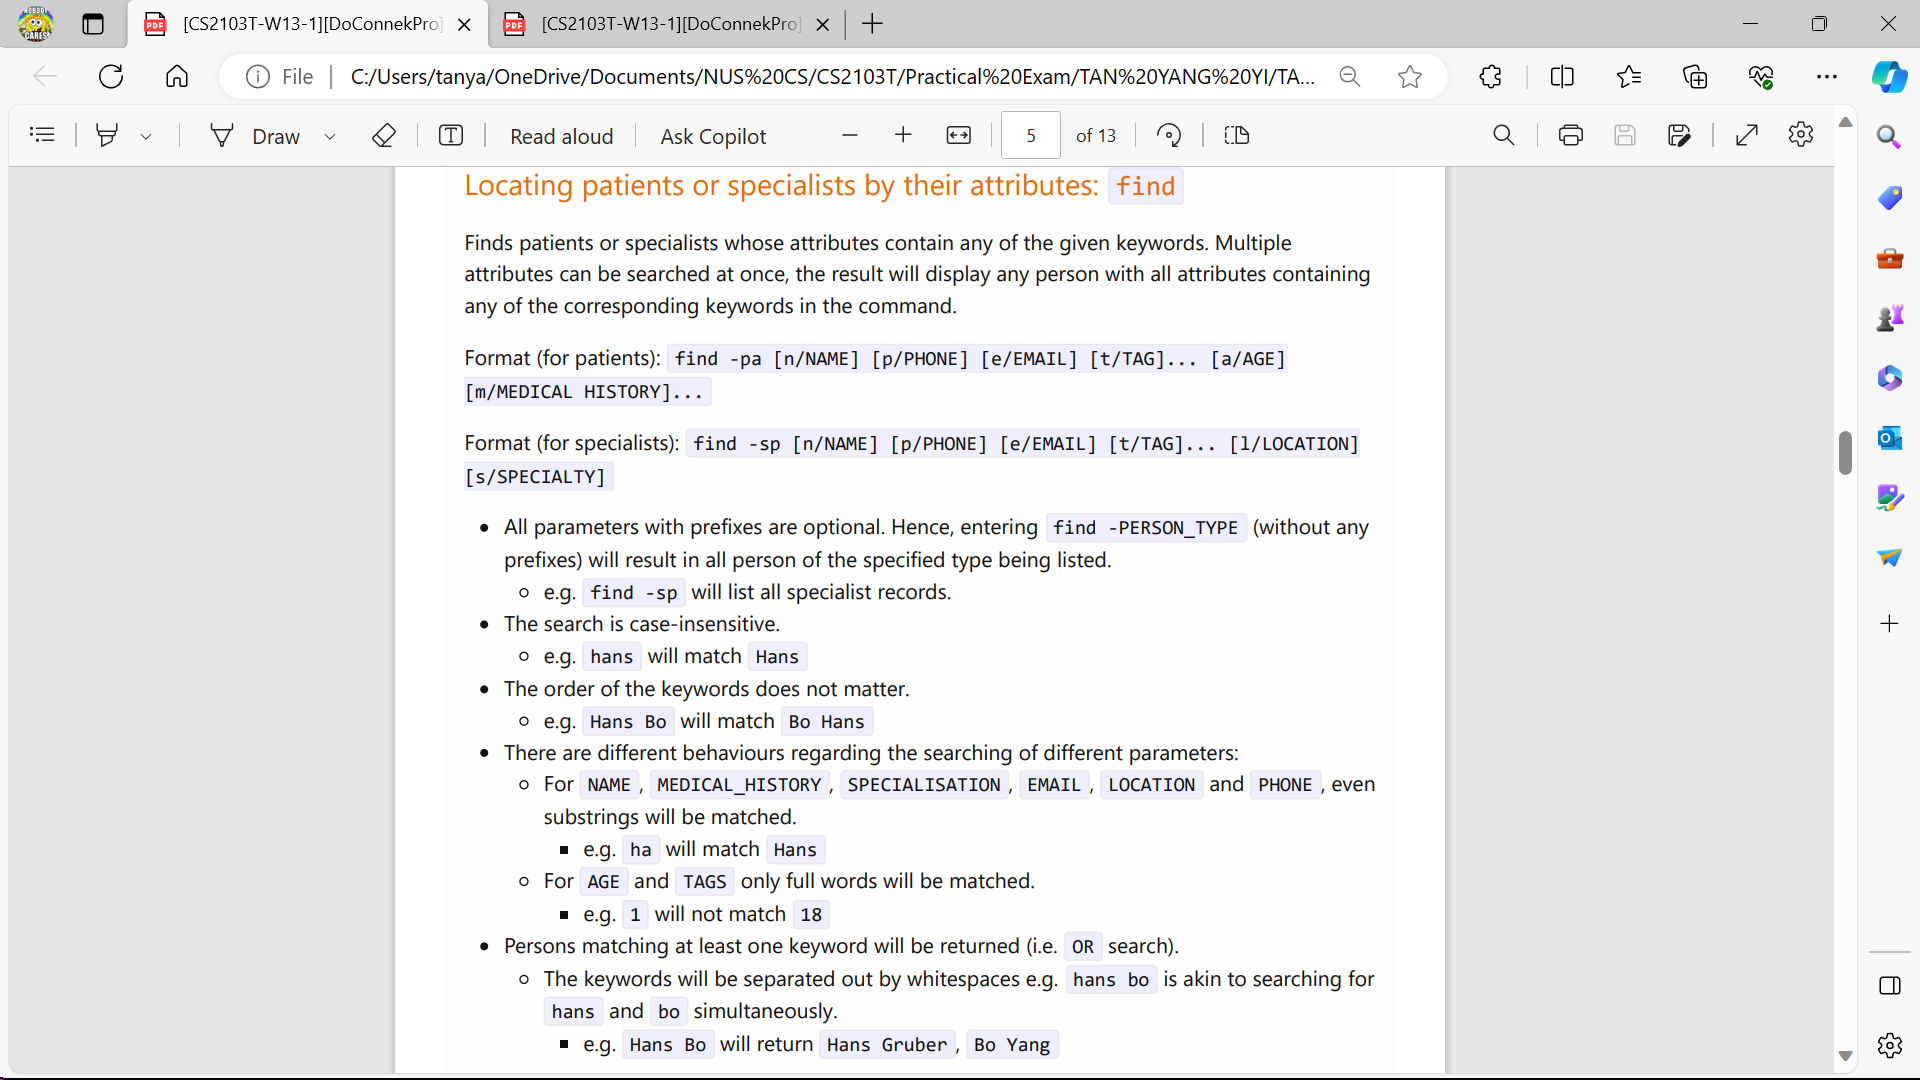 [CS2103T-W13-1][DoConnekPro]
[CS2103T-W13-1][DoConnekPro]
File
C:/Users/tanya/OneDrive/Documents/NUS%20CS/CS2103T/Practical%20Exam/TAN%20YANG%20YI/TA...
Draw
Read aloud
Ask Copilot
5
of 13
Locating patients or specialists by their attributes: find
Finds patients or specialists whose attributes contain any of the given keywords. Multiple
attributes can be searched at once, the result will display any person with all attributes containing
any of the corresponding keywords in the command.
Format (for patients): find -pa [n/NAME] [p/PHONE] [e/EMAIL] [t/TAG]... [a/AGE]
[m/MEDICAL HISTORY]...
Format (for specialists): find -sp [n/NAME] [p/PHONE] [e/EMAIL] [t/TAG]... [l/LOCATION]
[s/SPECIALTY]
• All parameters with prefixes are optional. Hence, entering find -PERSON_TYPE (without any
prefixes) will result in all person of the specified type being listed.
e.g. find -sp will list all specialist records.
• The search is case-insensitive.
e.g. hans will match Hans
• The order of the keywords does not matter.
e.g. Hans Bo will match Bo Hans
• There are different behaviours regarding the searching of different parameters:
For NAME, MEDICAL_HISTORY, SPECIALISATION, EMAIL, LOCATION and PHONE, even
substrings will be matched.
e.g. ha will match Hans
For AGE and TAGS only full words will be matched.
e.g. 1 will not match 18
• Persons matching at least one keyword will be returned (i.e. OR search).
The keywords will be separated out by whitespaces e.g. hans bo is akin to searching for
hans and bo simultaneously.
e.g. Hans Bo will return Hans Gruber, Bo Yang